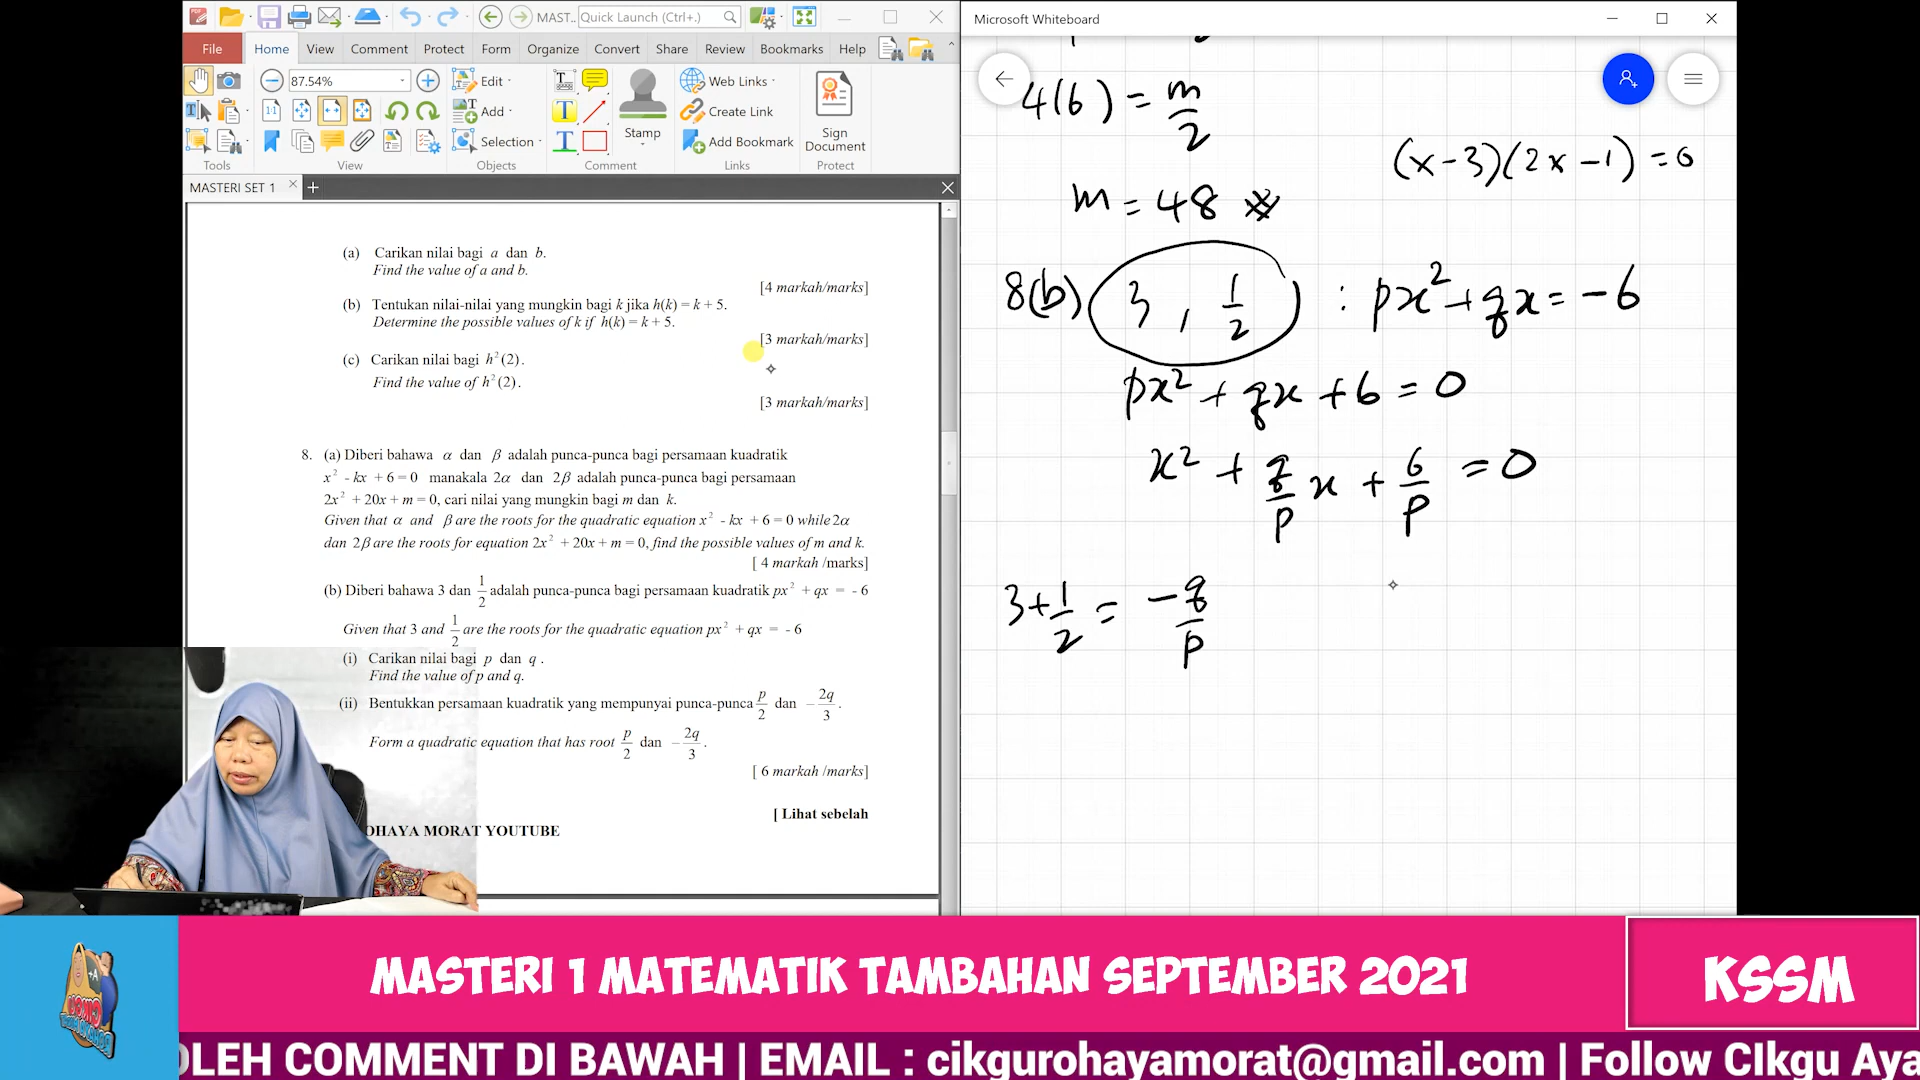 MAST..
Quick Launch (Ctrl+.)
File Home View Comment Protect Form Organize Convert Share Review Bookmarks Help
87.54%
Edit
Add
Selection
Stamp
Web Links
Create Link
Add Bookmark
Sign Document
Tools View Objects Comment Links Protect
MASTERI SET 1
(a) Carikan nilai bagi a dan b.
Find the value of a and b.
[4 markah/marks]
(b) Tentukan nilai-nilai yang mungkin bagi k jika h(k) = k + 5.
Determine the possible values of k if h(k) = k + 5.
[3 markah/marks]
(c) Carikan nilai bagi h²(2).
Find the value of h²(2).
[3 markah/marks]
8. (a) Diberi bahawa α dan β adalah punca-punca bagi persamaan kuadratik
x² - kx + 6 = 0 manakala 2α dan 2β adalah punca-punca bagi persamaan
2x² + 20x + m = 0, cari nilai yang mungkin bagi m dan k.
Given that α and β are the roots for the quadratic equation x² - kx + 6 = 0 while 2α
dan 2β are the roots for equation 2x² + 20x + m = 0, find the possible values of m and k.
[ 4 markah /marks]
(b) Diberi bahawa 3 dan 1/2 adalah punca-punca bagi persamaan kuadratik px² + qx = - 6
Given that 3 and 1/2 are the roots for the quadratic equation px² + qx = - 6
(i) Carikan nilai bagi p dan q .
Find the value of p and q.
(ii) Bentukkan persamaan kuadratik yang mempunyai punca-punca p/2 dan -2q/3.
Form a quadratic equation that has root p/2 dan -2q/3.
[ 6 markah /marks]
[ Lihat sebelah
OHAYA MORAT YOUTUBE
Microsoft Whiteboard
4(6) = m/2
(x-3)(2x-1) = 0
m = 48
8(b) 3 , 1/2 : px²+qx = -6
px² + qx + 6 = 0
x² + q/p x + 6/p = 0
3+1/2 = -q/p
MASTERI 1 MATEMATIK TAMBAHAN SEPTEMBER 2021
KSSM
OLEH COMMENT DI BAWAH | EMAIL : cikgurohayamorat@gmail.com | Follow CIkgu Aya